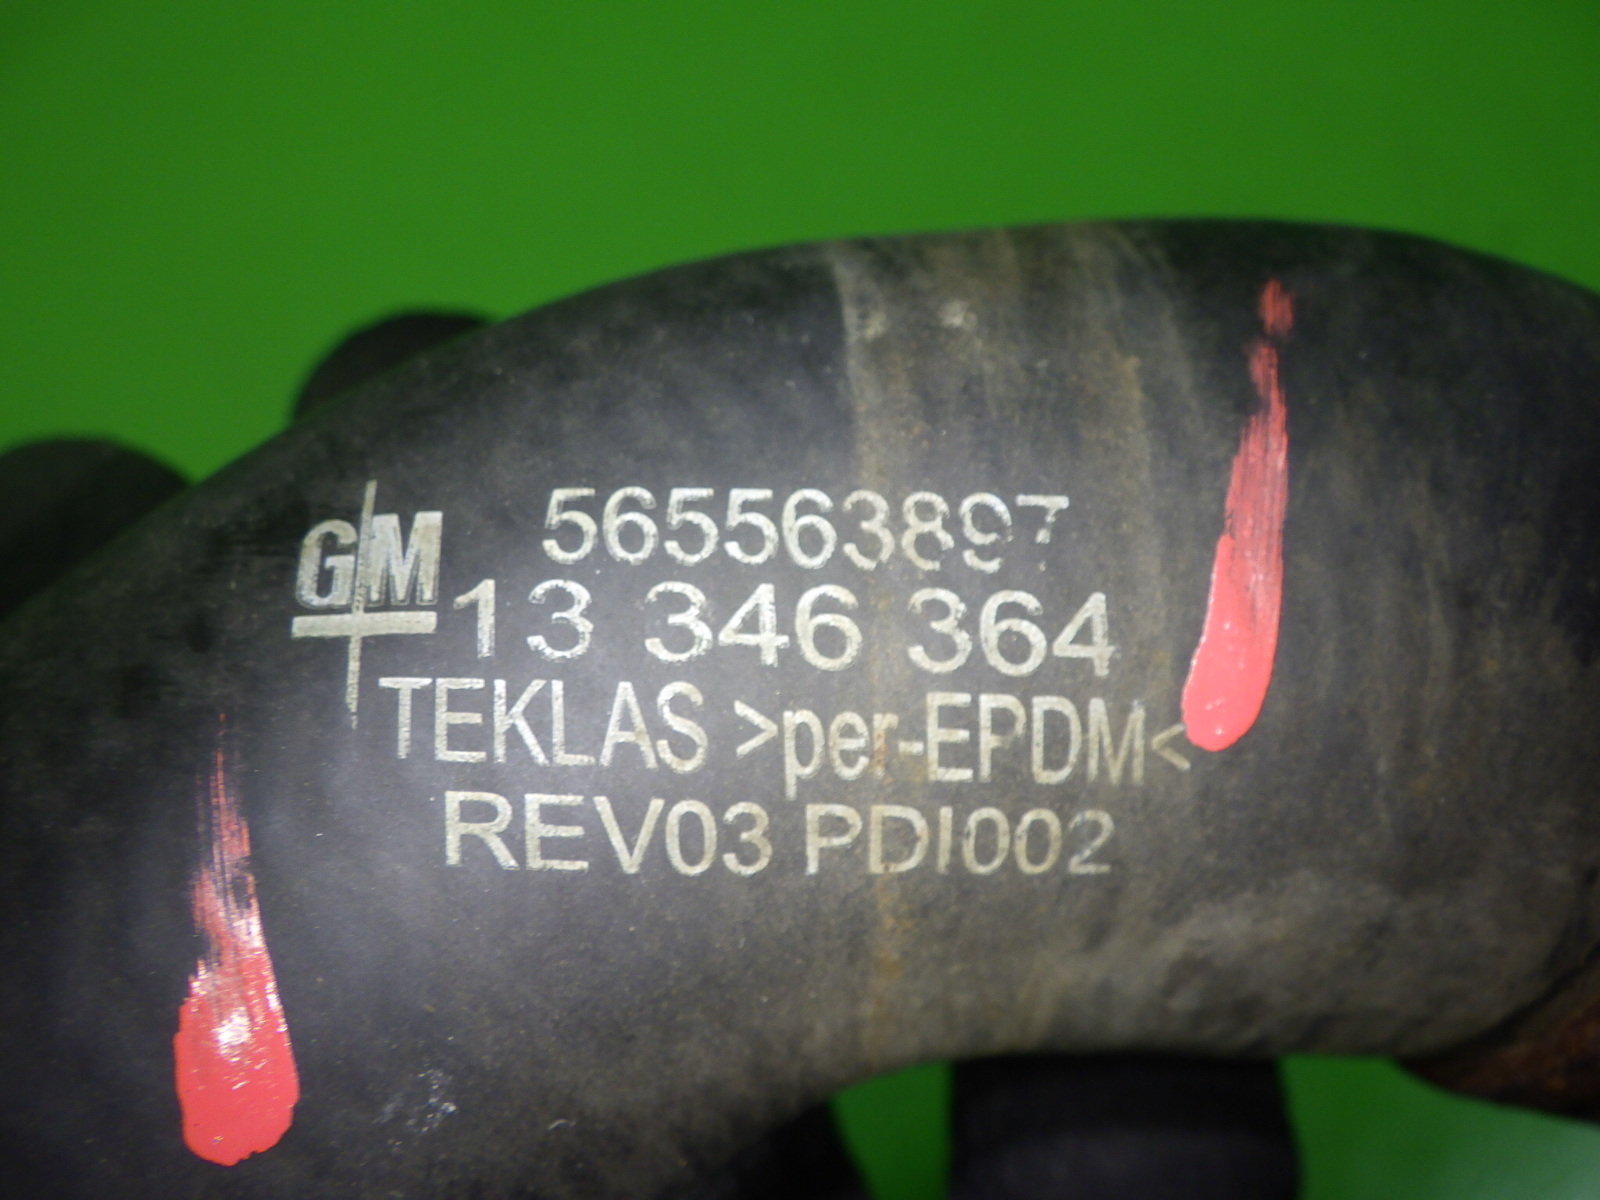 565563897
GM 13 346 364
TEKLAS >per-EPDM<
REV03 PDI002